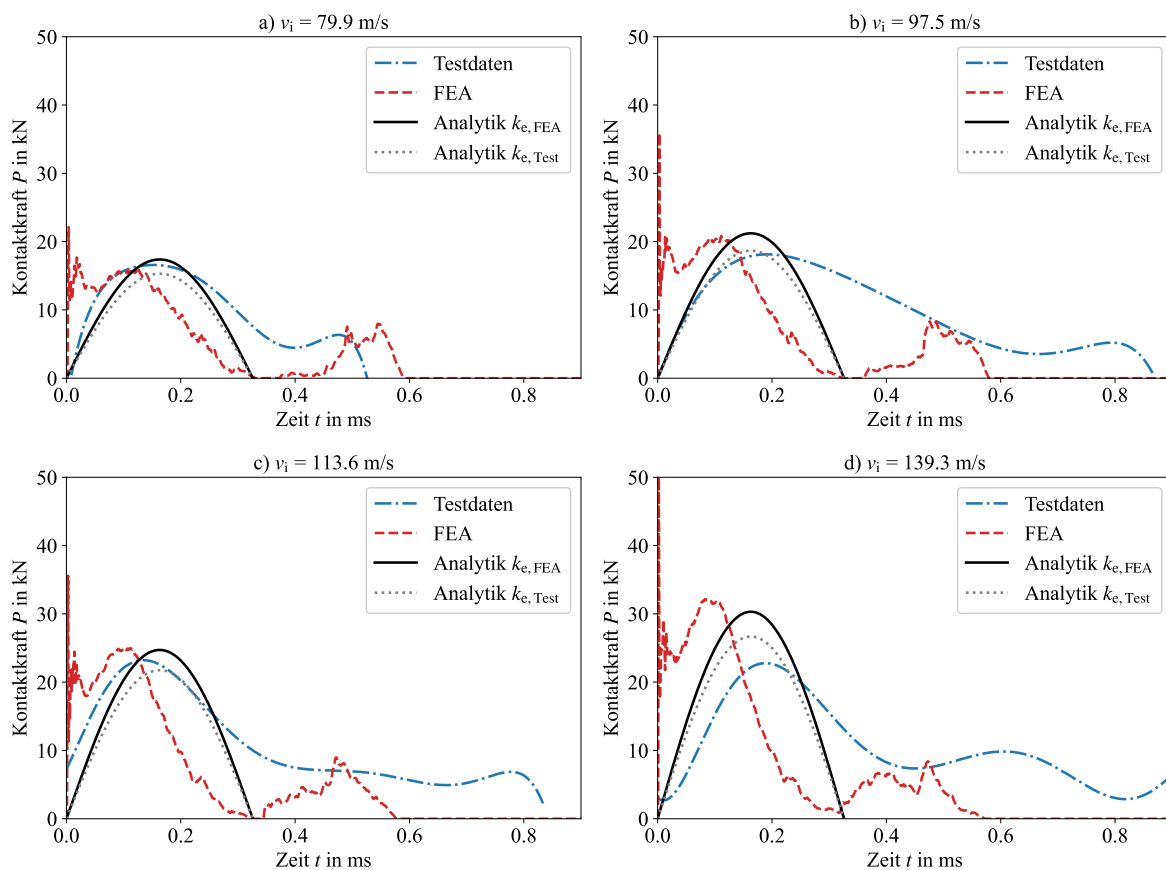 a) vᵢ = 79.9 m/s
50
40
30
20
10
0
Kontaktkraft P in kN
0.0 0.2 0.4 0.6 0.8
Zeit t in ms
Testdaten
FEA
Analytik kₑ,FEA
Analytik kₑ,Test
b) vᵢ = 97.5 m/s
50
40
30
20
10
0
Kontaktkraft P in kN
0.0 0.2 0.4 0.6 0.8
Zeit t in ms
Testdaten
FEA
Analytik kₑ,FEA
Analytik kₑ,Test
c) vᵢ = 113.6 m/s
50
40
30
20
10
0
Kontaktkraft P in kN
0.0 0.2 0.4 0.6 0.8
Zeit t in ms
Testdaten
FEA
Analytik kₑ,FEA
Analytik kₑ,Test
d) vᵢ = 139.3 m/s
50
40
30
20
10
0
Kontaktkraft P in kN
0.0 0.2 0.4 0.6 0.8
Zeit t in ms
Testdaten
FEA
Analytik kₑ,FEA
Analytik kₑ,Test